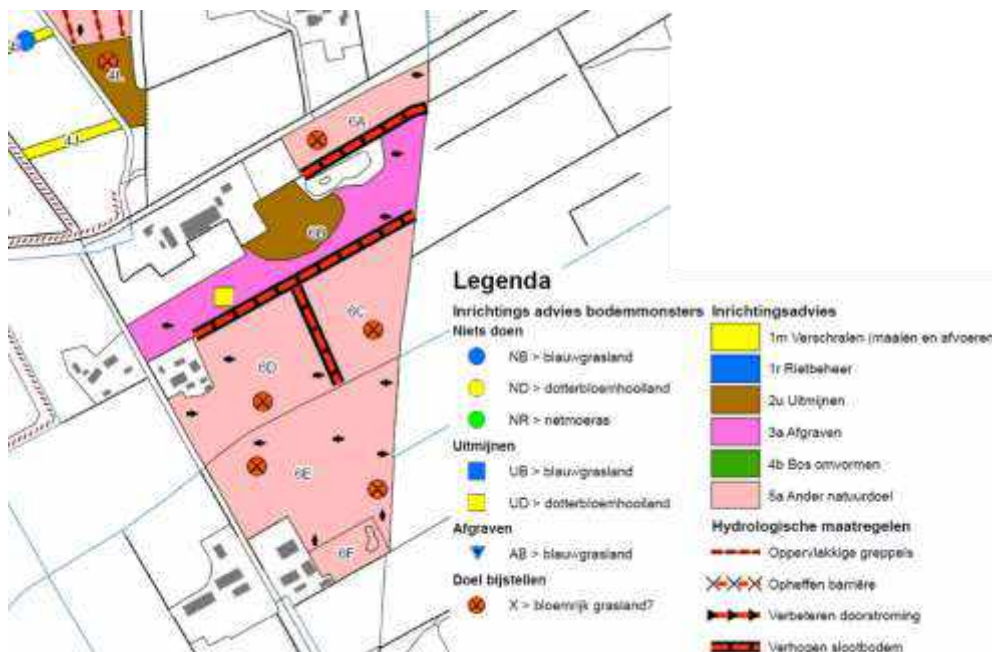 4L
4J
6A
6B
6C
6D
6E
6F
Legenda
Inrichtings advies bodemmonsters
Niets doen
NB > blauwgrasland
ND > dotterbloemhooiland
NR > netmoeras
Uitmijnen
UB > blauwgrasland
UD > dotterbloemhooiland
Afgraven
AB > blauwgrasland
Doel bijstellen
X > bloemrijk grasland?
Inrichtingsadvies
1m Verschralen (maaien en afvoeren
1r Rietbeheer
2u Uitmijnen
3a Afgraven
4b Bos omvormen
5a Ander natuurdoel
Hydrologische maatregelen
Oppervlakkige greppels
Opheffen barrière
Verbeteren doorstroming
Verhogen slootbodem